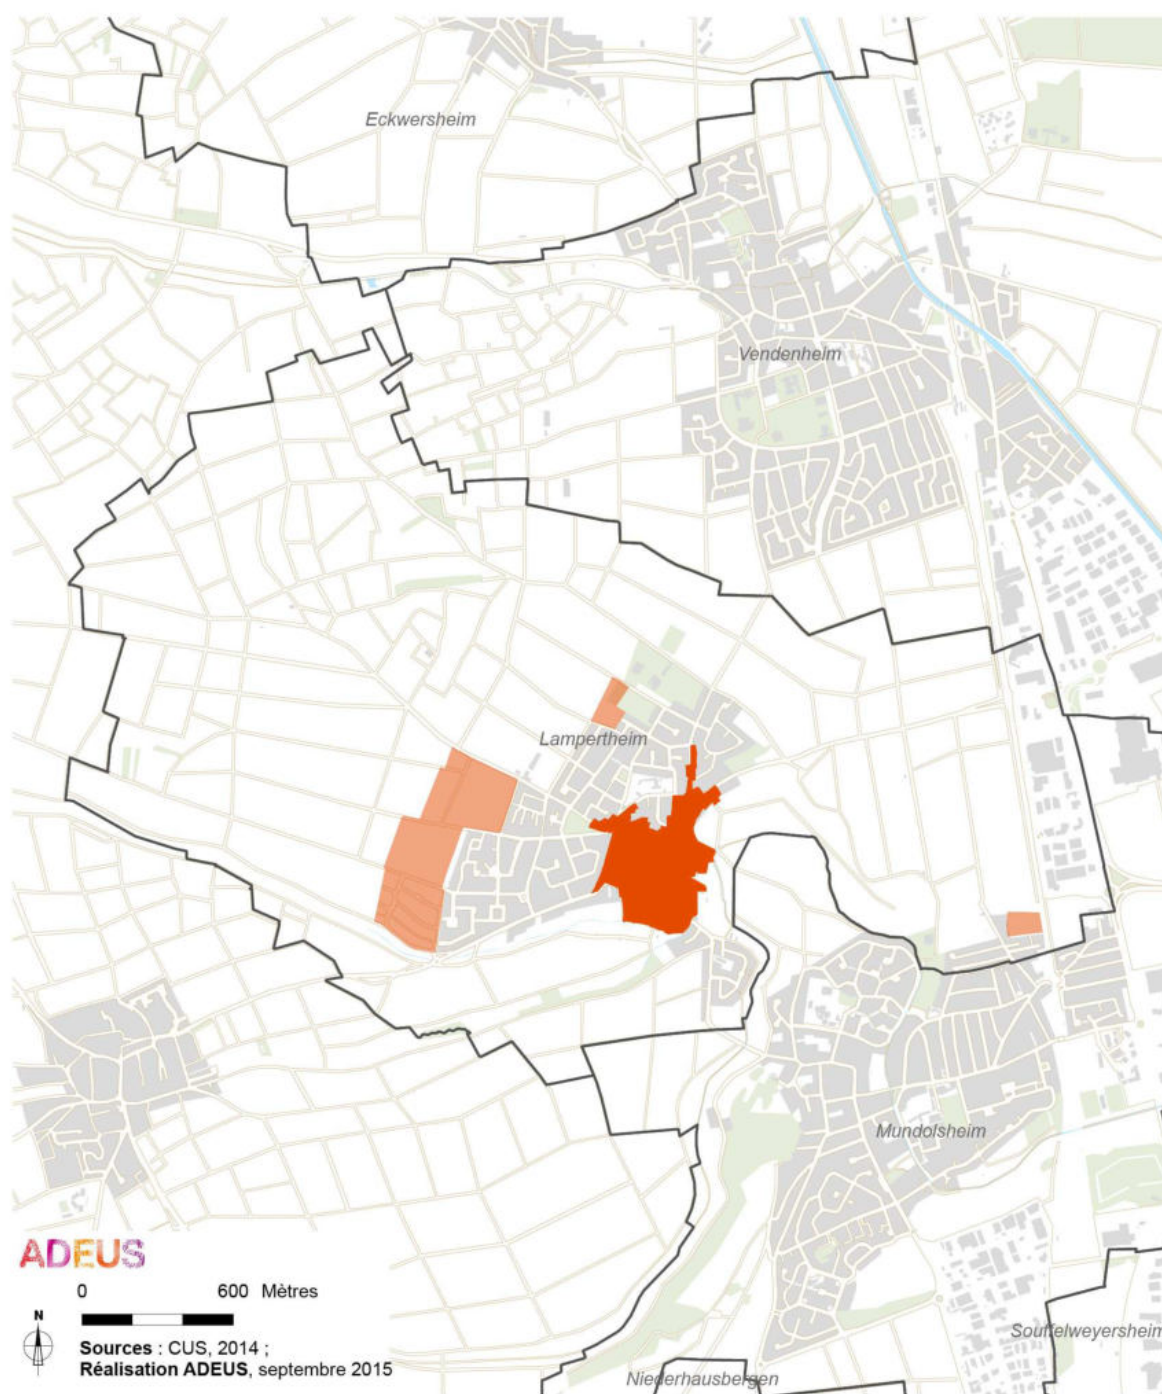 Eckwersheim
Vendenheim
Lampertheim
Mundolsheim
Souffelweyersheim
Niederhausbergen
ADEUS
0 600 Mètres
N
Sources : CUS, 2014 ;
Réalisation ADEUS, septembre 2015